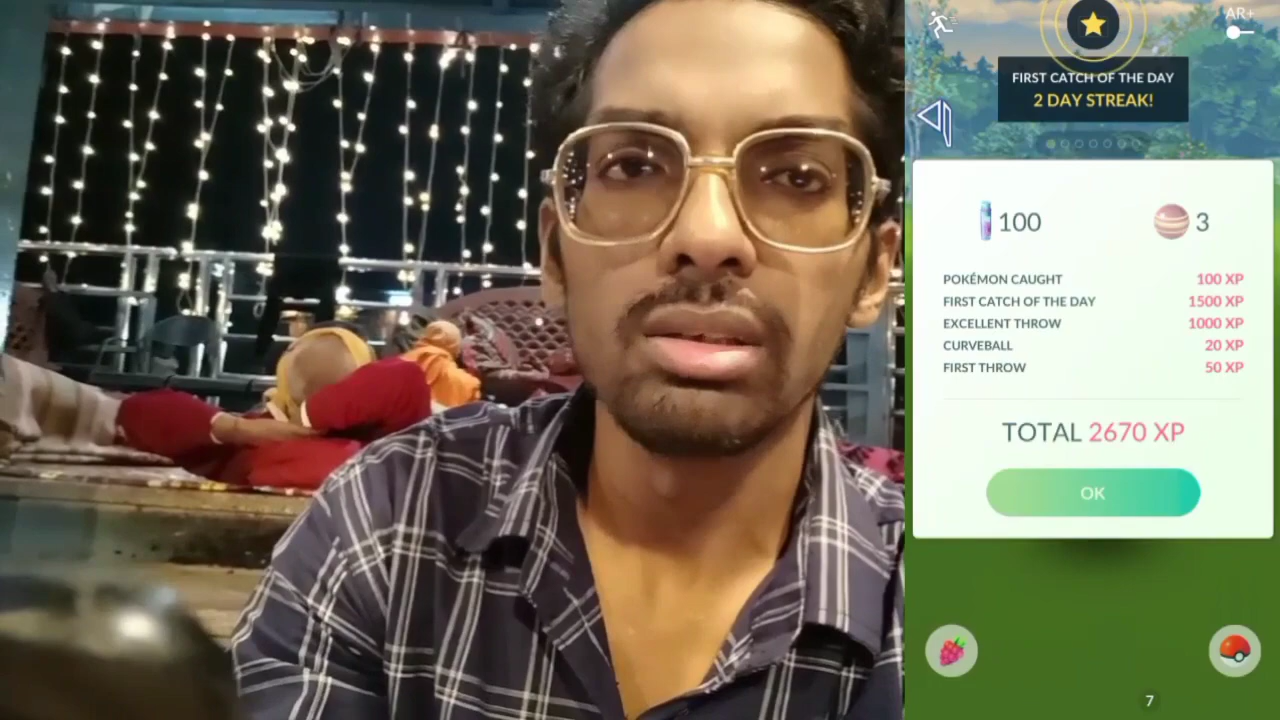 AR+
FIRST CATCH OF THE DAY
2 DAY STREAK!
100 3
POKÉMON CAUGHT 100 XP
FIRST CATCH OF THE DAY 1500 XP
EXCELLENT THROW 1000 XP
CURVEBALL 20 XP
FIRST THROW 50 XP
TOTAL 2670 XP
OK
7